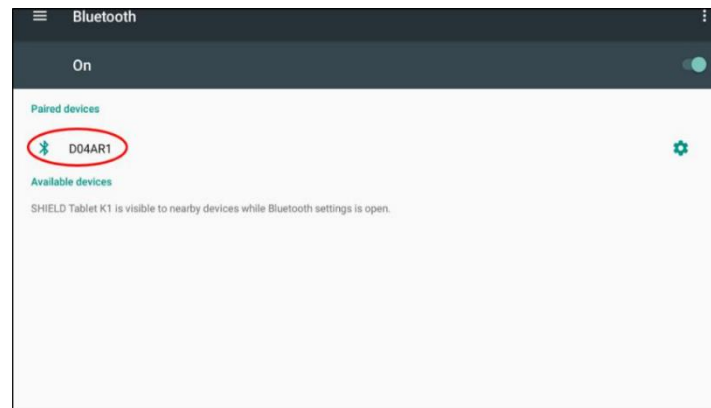 Bluetooth
On
Paired devices
D04AR1
Available devices
SHIELD Tablet K1 is visible to nearby devices while Bluetooth settings is open.